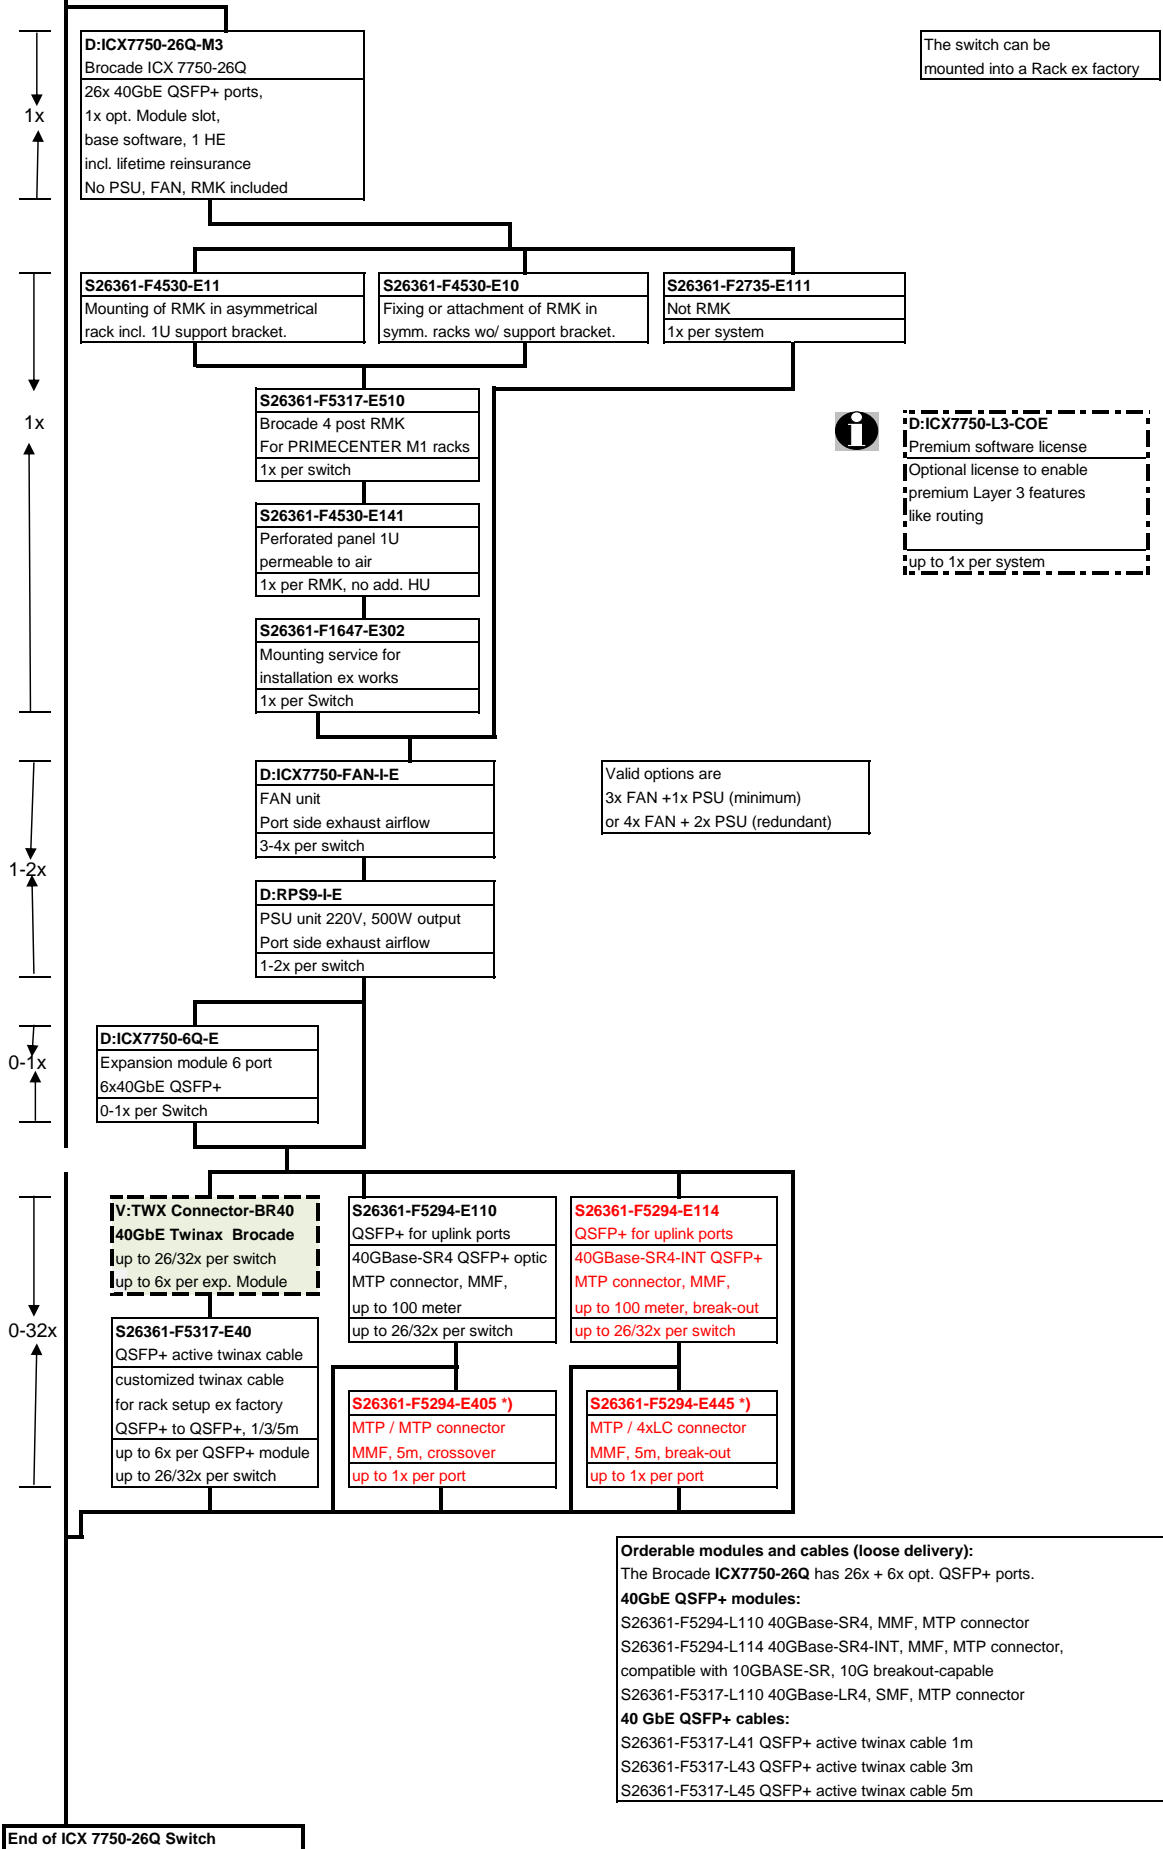 D:ICX7750-26Q-M3
Brocade ICX 7750-26Q
26x 40GbE QSFP+ ports,
1x opt. Module slot,
base software, 1 HE
incl. lifetime reinsurance
No PSU, FAN, RMK included
The switch can be
mounted into a Rack ex factory
1x
S26361-F4530-E11
Mounting of RMK in asymmetrical
rack incl. 1U support bracket.
S26361-F4530-E10
Fixing or attachment of RMK in
symm. racks wo/ support bracket.
S26361-F2735-E111
Not RMK
1x per system
1x
S26361-F5317-E510
Brocade 4 post RMK
For PRIMECENTER M1 racks
1x per switch
D:ICX7750-L3-COE
Premium software license
Optional license to enable
premium Layer 3 features
like routing
up to 1x per system
S26361-F4530-E141
Perforated panel 1U
permeable to air
1x per RMK, no add. HU
S26361-F1647-E302
Mounting service for
installation ex works
1x per Switch
D:ICX7750-FAN-I-E
FAN unit
Port side exhaust airflow
3-4x per switch
Valid options are
3x FAN +1x PSU (minimum)
or 4x FAN + 2x PSU (redundant)
1-2x
D:RPS9-I-E
PSU unit 220V, 500W output
Port side exhaust airflow
1-2x per switch
0-1x
D:ICX7750-6Q-E
Expansion module 6 port
6x40GbE QSFP+
0-1x per Switch
V:TWX Connector-BR40
40GbE Twinax Brocade
up to 26/32x per switch
up to 6x per exp. Module
S26361-F5294-E110
QSFP+ for uplink ports
40GBase-SR4 QSFP+ optic
MTP connector, MMF,
up to 100 meter
up to 26/32x per switch
S26361-F5294-E114
QSFP+ for uplink ports
40GBase-SR4-INT QSFP+
MTP connector, MMF,
up to 100 meter, break-out
up to 26/32x per switch
0-32x
S26361-F5317-E40
QSFP+ active twinax cable
customized twinax cable
for rack setup ex factory
QSFP+ to QSFP+, 1/3/5m
up to 6x per QSFP+ module
up to 26/32x per switch
S26361-F5294-E405 *)
MTP / MTP connector
MMF, 5m, crossover
up to 1x per port
S26361-F5294-E445 *)
MTP / 4xLC connector
MMF, 5m, break-out
up to 1x per port
Orderable modules and cables (loose delivery):
The Brocade ICX7750-26Q has 26x + 6x opt. QSFP+ ports.
40GbE QSFP+ modules:
S26361-F5294-L110 40GBase-SR4, MMF, MTP connector
S26361-F5294-L114 40GBase-SR4-INT, MMF, MTP connector,
compatible with 10GBASE-SR, 10G breakout-capable
S26361-F5317-L110 40GBase-LR4, SMF, MTP connector
40 GbE QSFP+ cables:
S26361-F5317-L41 QSFP+ active twinax cable 1m
S26361-F5317-L43 QSFP+ active twinax cable 3m
S26361-F5317-L45 QSFP+ active twinax cable 5m
End of ICX 7750-26Q Switch